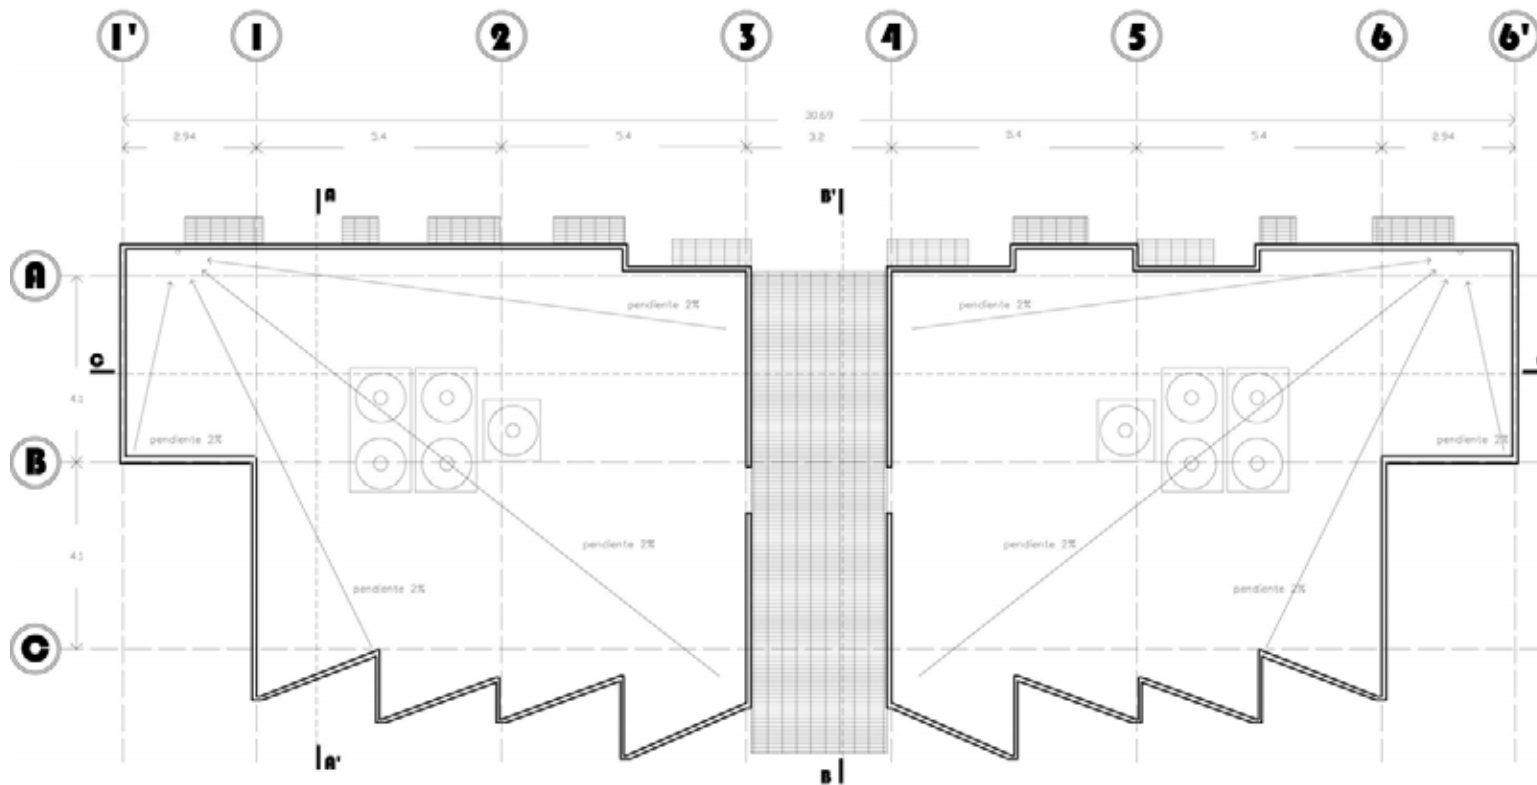 1' 1 2 3 4 5 6 6'
30.69
2.94 5.4 5.4 3.2 5.4 5.4 2.94
A B'
A
pendiente 2% pendiente 2%
C
4.1
pendiente 2% pendiente 2%
B
pendiente 2% pendiente 2%
4.1
pendiente 2% pendiente 2%
C
A' B